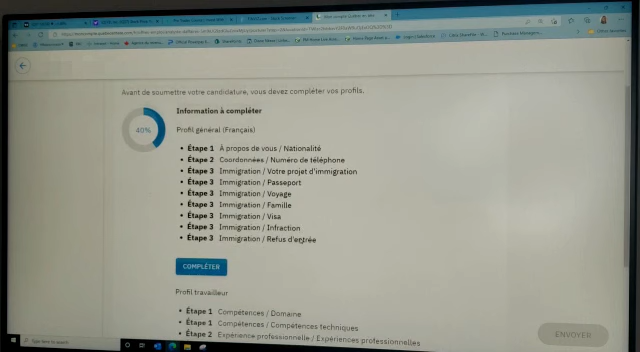 Avant de soumettre votre candidature, vous devez compléter vos profils.
40%
Information à compléter
Profil général (Français)
• Étape 1 À propos de vous / Nationalité
• Étape 2 Coordonnées / Numéro de téléphone
• Étape 3 Immigration / Votre projet d'immigration
• Étape 3 Immigration / Passeport
• Étape 3 Immigration / Voyage
• Étape 3 Immigration / Famille
• Étape 3 Immigration / Visa
• Étape 3 Immigration / Infraction
• Étape 3 Immigration / Refus d'entrée
COMPLÉTER
Profil travailleur
• Étape 1 Compétences / Domaine
• Étape 1 Compétences / Compétences techniques
• Étape 2 Expérience professionnelle / Expériences professionnelles
ENVOYER
Type here to search